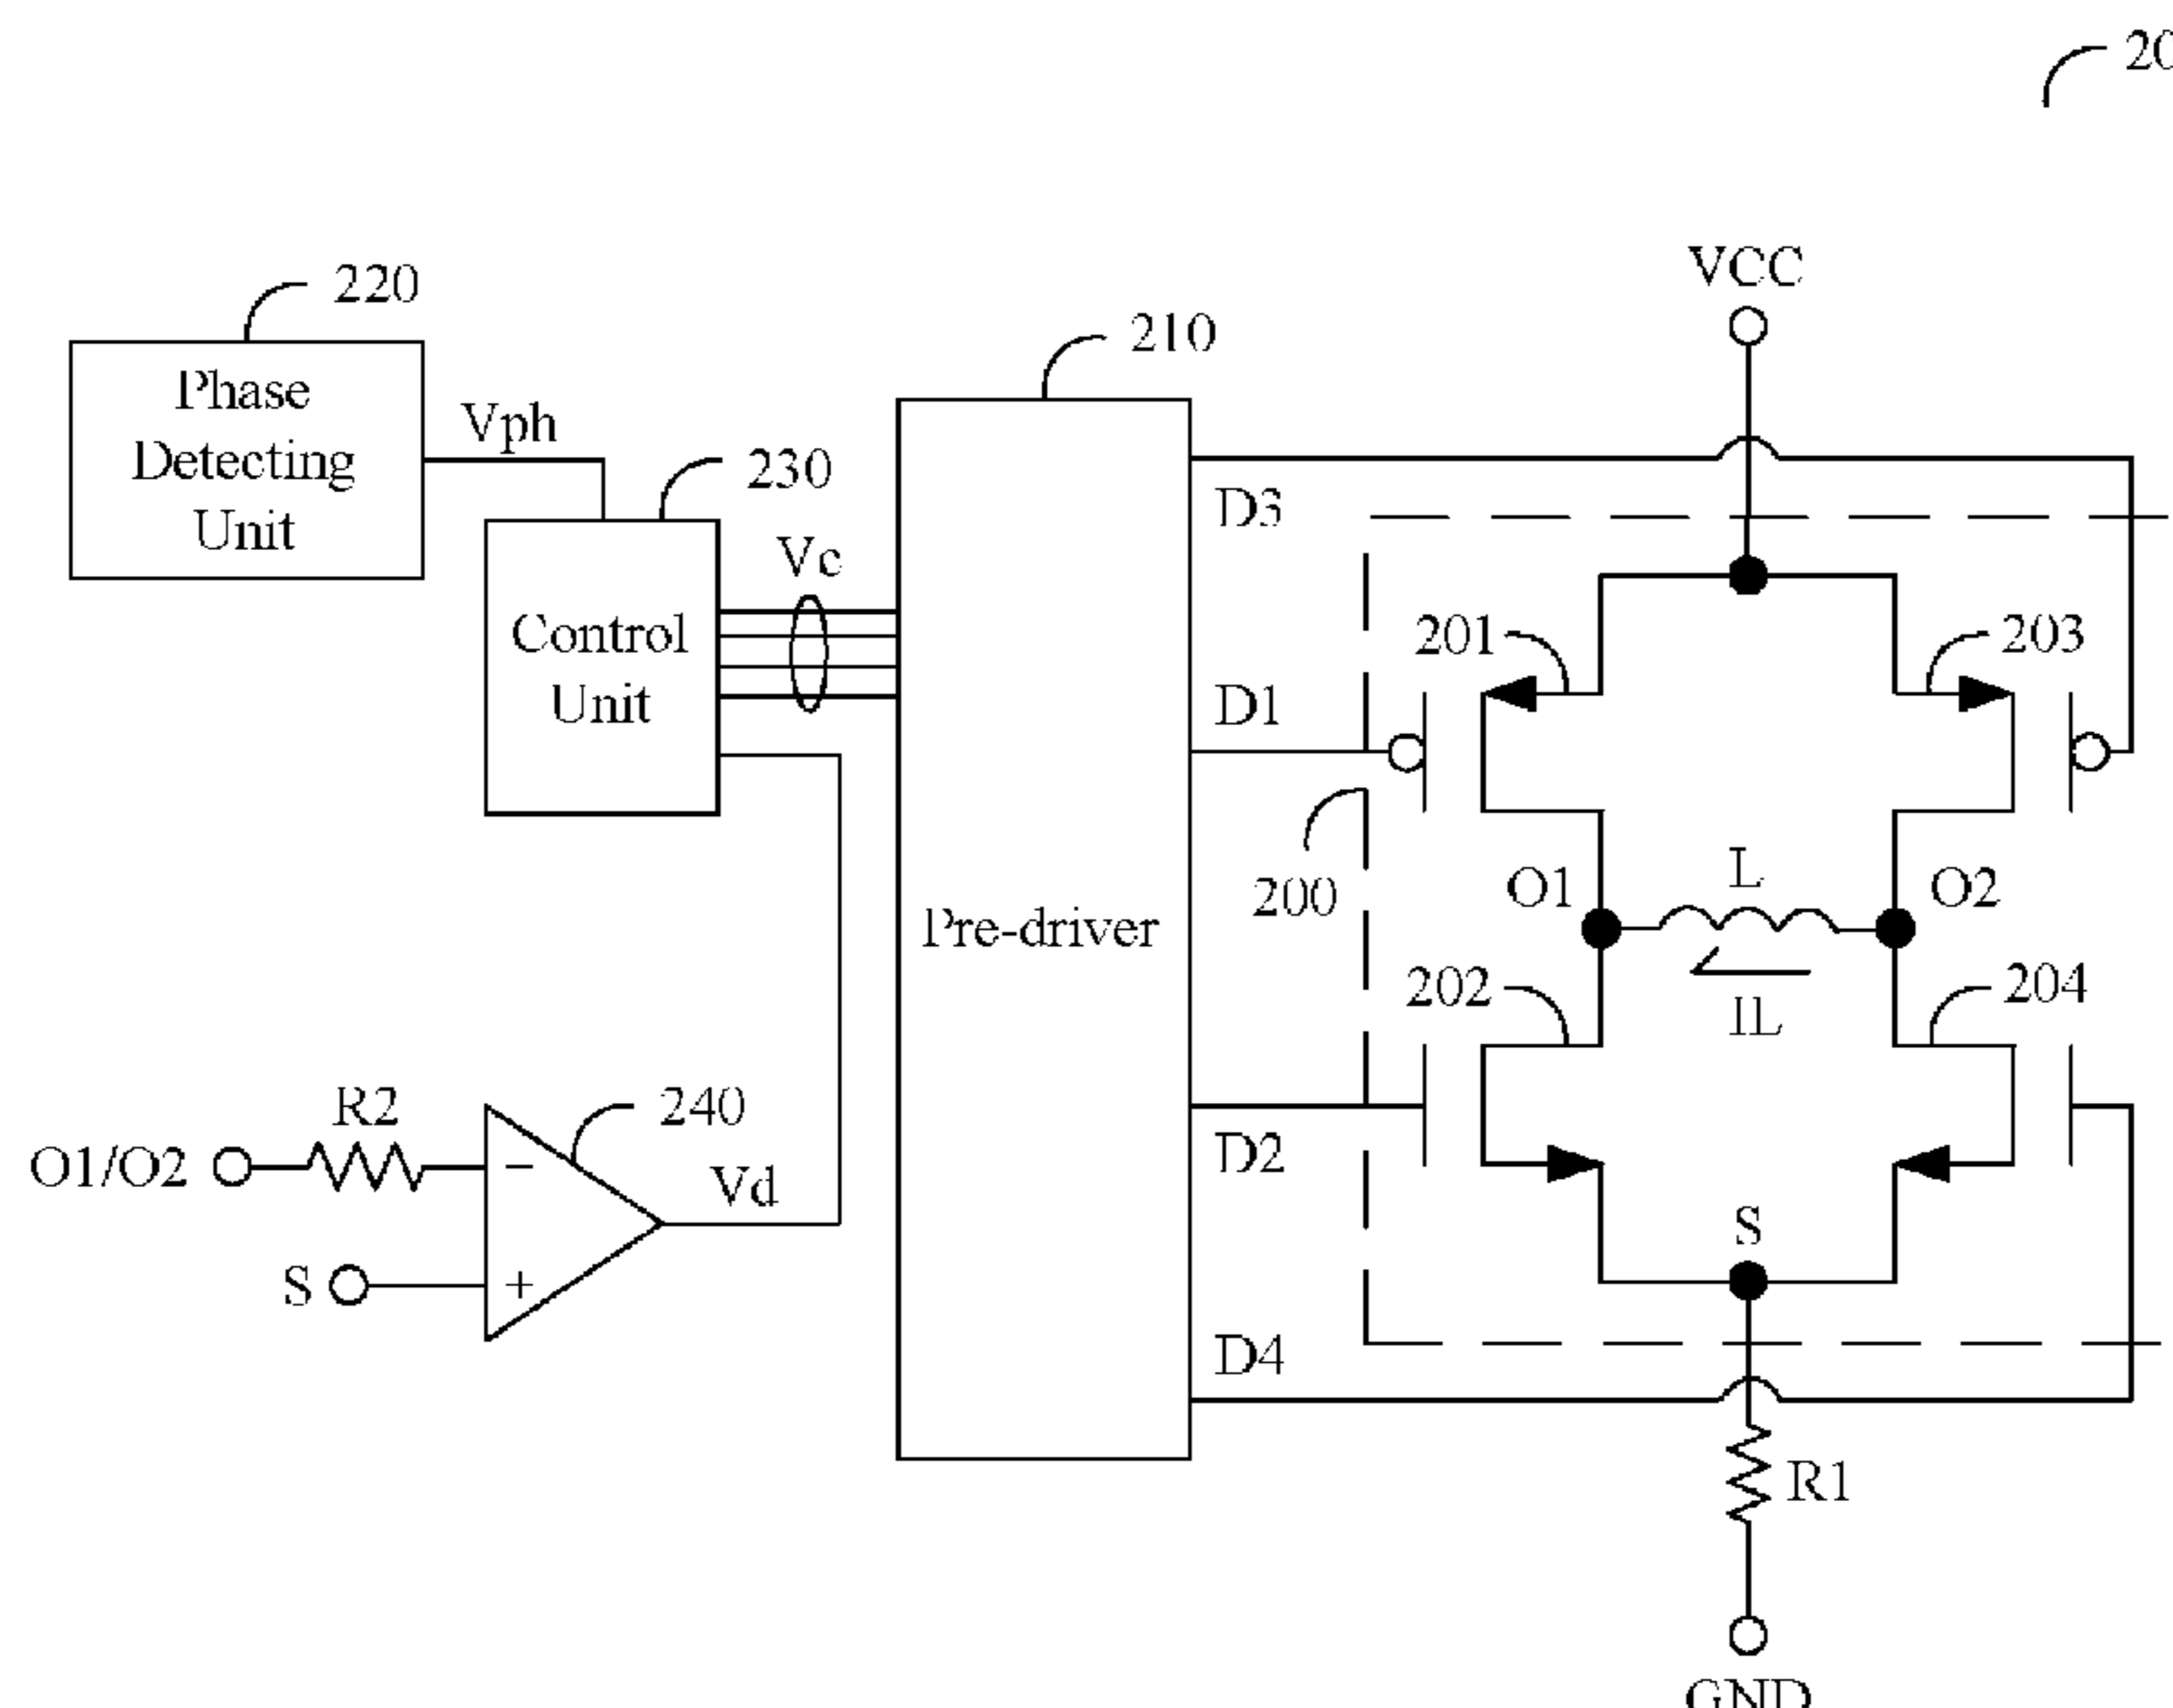 20
VCC
220
210
Phase
Detecting
Unit
Vph
230
D3
Vc
201
203
Control
Unit
D1
200
O1
L
O2
Pre-driver
202
IL
204
R2
240
O1/O2
−
Vd
D2
S
S
+
D4
R1
GND